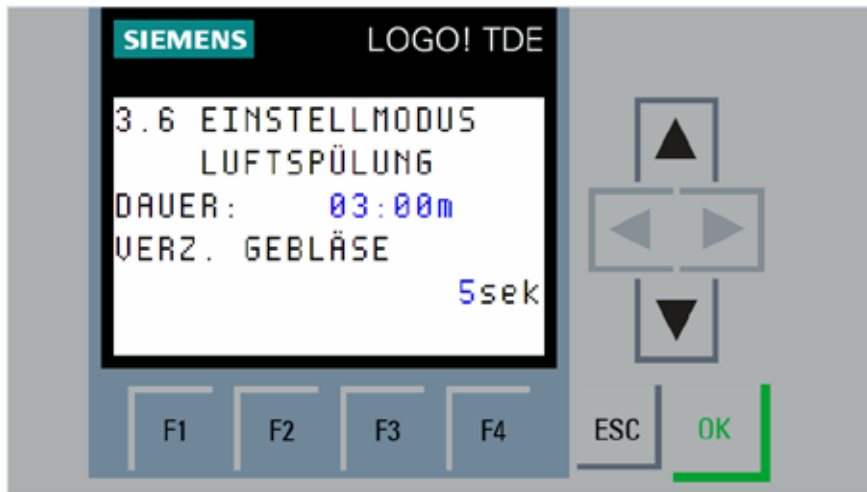 SIEMENS LOGO! TDE
3.6 EINSTELLMODUS
LUFTSPÜLUNG
DAUER: 03:00m
VERZ. GEBLÄSE
5sek
F1 F2 F3 F4 ESC OK